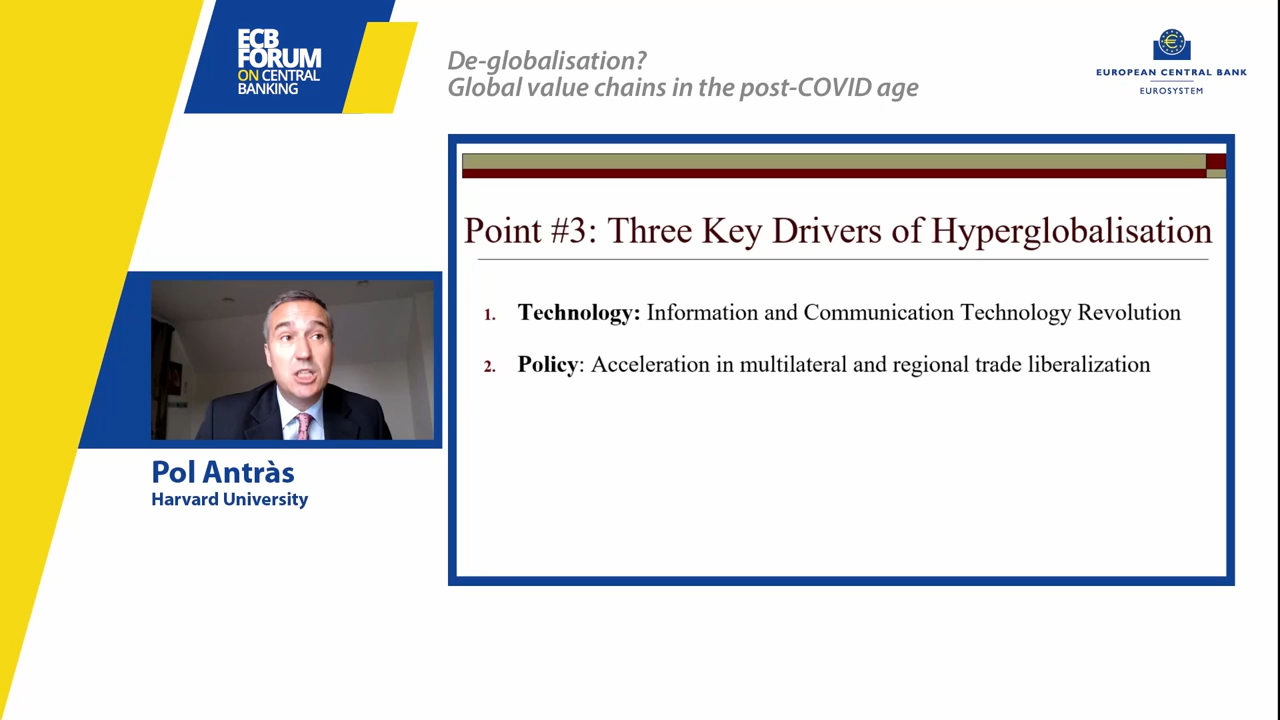 ECB
FORUM
ON CENTRAL
BANKING
De-globalisation?
Global value chains in the post-COVID age
EUROPEAN CENTRAL BANK
EUROSYSTEM
Point #3: Three Key Drivers of Hyperglobalisation
1. Technology: Information and Communication Technology Revolution
2. Policy: Acceleration in multilateral and regional trade liberalization
Pol Antràs
Harvard University